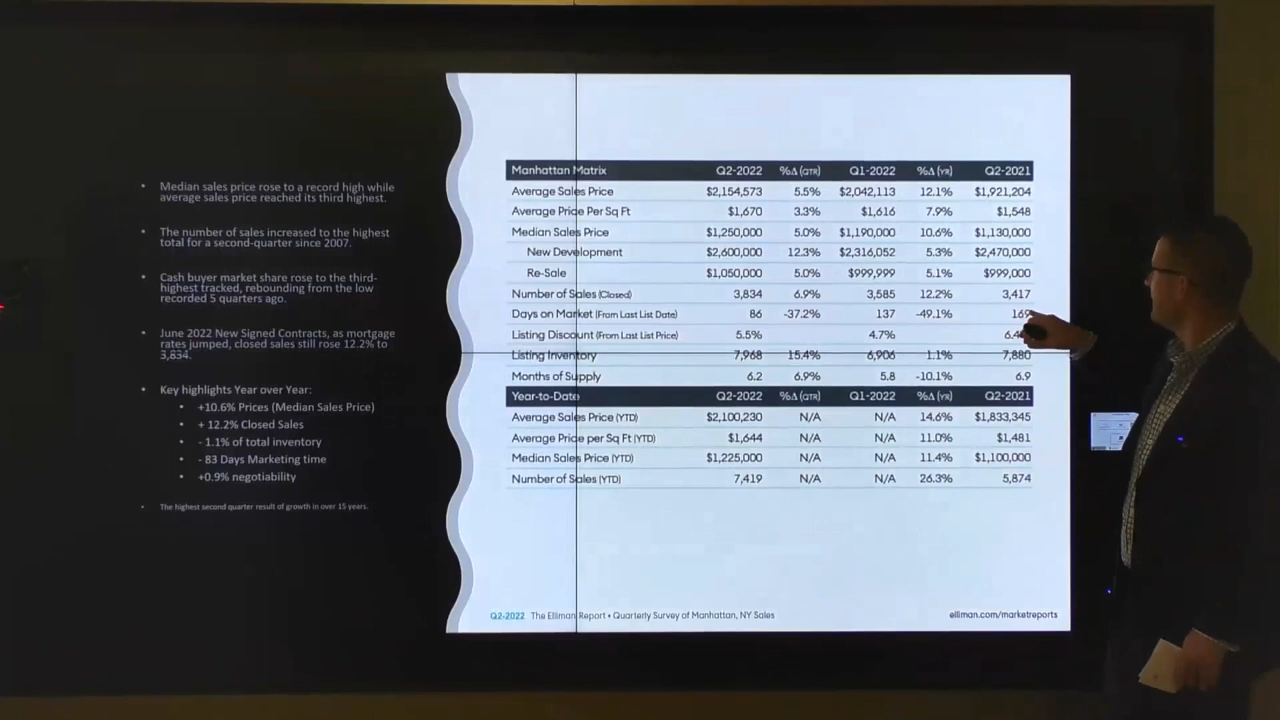 • Median sales price rose to a record high while
average sales price reached its third highest.
• The number of sales increased to the highest
total for a second-quarter since 2007.
• Cash buyer market share rose to the third-
highest tracked, rebounding from the low
recorded 5 quarters ago.
• June 2022 New Signed Contracts, as mortgage
rates jumped, closed sales still rose 12.2% to
3,834.
• Key highlights Year over Year:
• +10.6% Prices (Median Sales Price)
• + 12.2% Closed Sales
• - 1.1% of total inventory
• - 83 Days Marketing time
• +0.9% negotiability
• The highest second quarter result of growth in over 15 years.
Manhattan Matrix Q2-2022 %Δ (QTR) Q1-2022 %Δ (YR) Q2-2021
Average Sales Price $2,154,573 5.5% $2,042,113 12.1% $1,921,204
Average Price Per Sq Ft $1,670 3.3% $1,616 7.9% $1,548
Median Sales Price $1,250,000 5.0% $1,190,000 10.6% $1,130,000
New Development $2,600,000 12.3% $2,316,052 5.3% $2,470,000
Re-Sale $1,050,000 5.0% $999,999 5.1% $999,000
Number of Sales (Closed) 3,834 6.9% 3,585 12.2% 3,417
Days on Market (From Last List Date) 86 -37.2% 137 -49.1% 169
Listing Discount (From Last List Price) 5.5% 4.7%
Listing Inventory 7,968 15.4% 6,906 1.1% 7,880
Months of Supply 6.2 6.9% 5.8 -10.1% 6.9
Year-to-Date Q2-2022 %Δ (QTR) Q1-2022 %Δ (YR) Q2-2021
Average Sales Price (YTD) $2,100,230 N/A N/A 14.6% $1,833,345
Average Price per Sq Ft (YTD) $1,644 N/A N/A 11.0% $1,481
Median Sales Price (YTD) $1,225,000 N/A N/A 11.4% $1,100,000
Number of Sales (YTD) 7,419 N/A N/A 26.3% 5,874
Q2-2022 The Elliman Report • Quarterly Survey of Manhattan, NY Sales elliman.com/marketreports